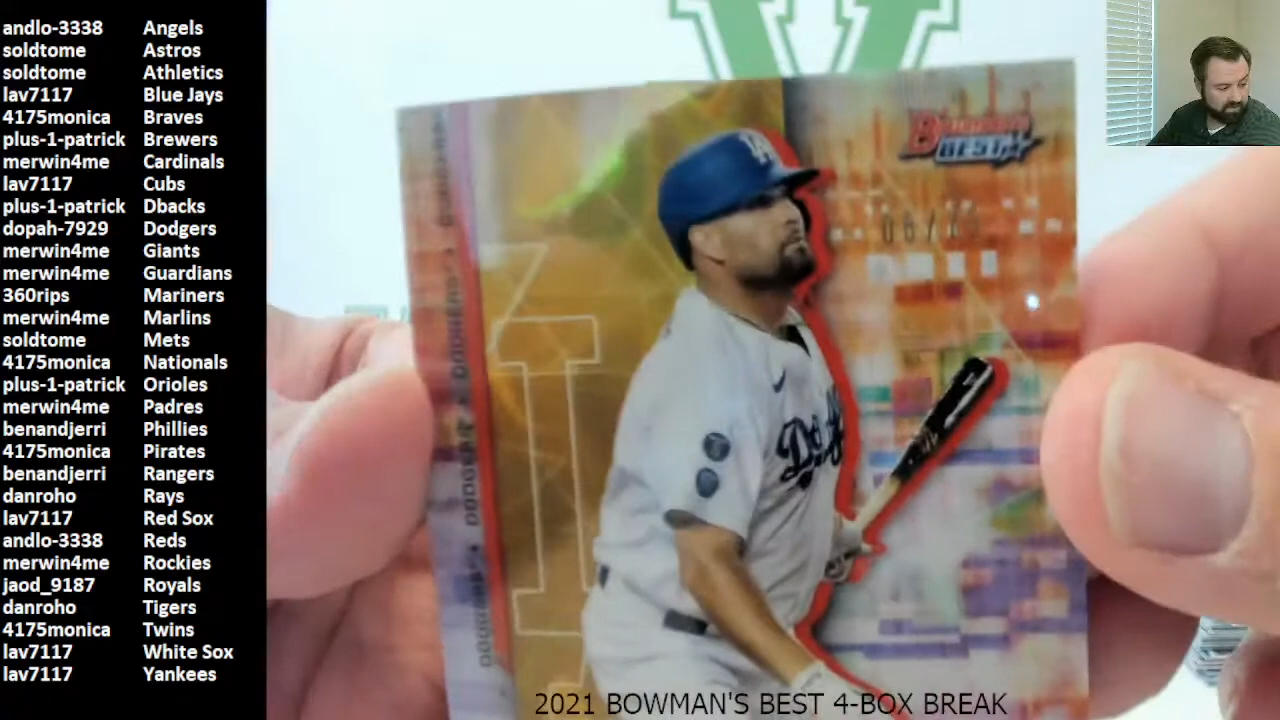 andlo-3338 Angels
soldtome Astros
soldtome Athletics
lav7117 Blue Jays
4175monica Braves
plus-1-patrick Brewers
merwin4me Cardinals
lav7117 Cubs
plus-1-patrick Dbacks
dopah-7929 Dodgers
merwin4me Giants
merwin4me Guardians
360rips Mariners
merwin4me Marlins
soldtome Mets
4175monica Nationals
plus-1-patrick Orioles
merwin4me Padres
benandjerri Phillies
4175monica Pirates
benandjerri Rangers
danroho Rays
lav7117 Red Sox
andlo-3338 Reds
merwin4me Rockies
jaod_9187 Royals
danroho Tigers
4175monica Twins
lav7117 White Sox
lav7117 Yankees
Bowman's
BEST
LA
Dodgers
2021 BOWMAN'S BEST 4-BOX BREAK